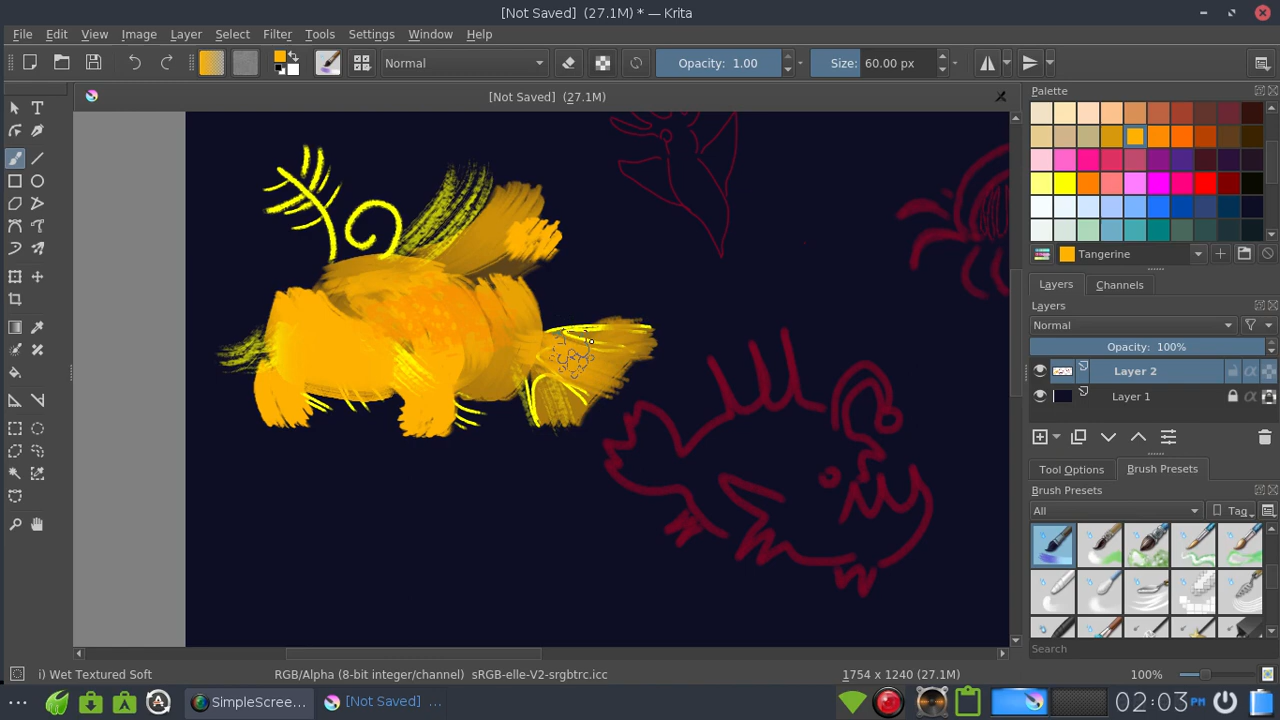 [Not Saved] (27.1M) * — Krita
File Edit View Image Layer Select Filter Tools Settings Window Help
Normal Opacity: 1.00 Size: 60.00 px
[Not Saved] (27.1M)
Palette
Tangerine
Layers Channels
Layers
Normal
Opacity: 100%
Layer 2
Layer 1
Tool Options Brush Presets
Brush Presets
All Tag
Search
i) Wet Textured Soft RGB/Alpha (8-bit integer/channel) sRGB-elle-V2-srgbtrc.icc 1754 x 1240 (27.1M) 100%
SimpleScree... [Not Saved] ... 02:03 PM